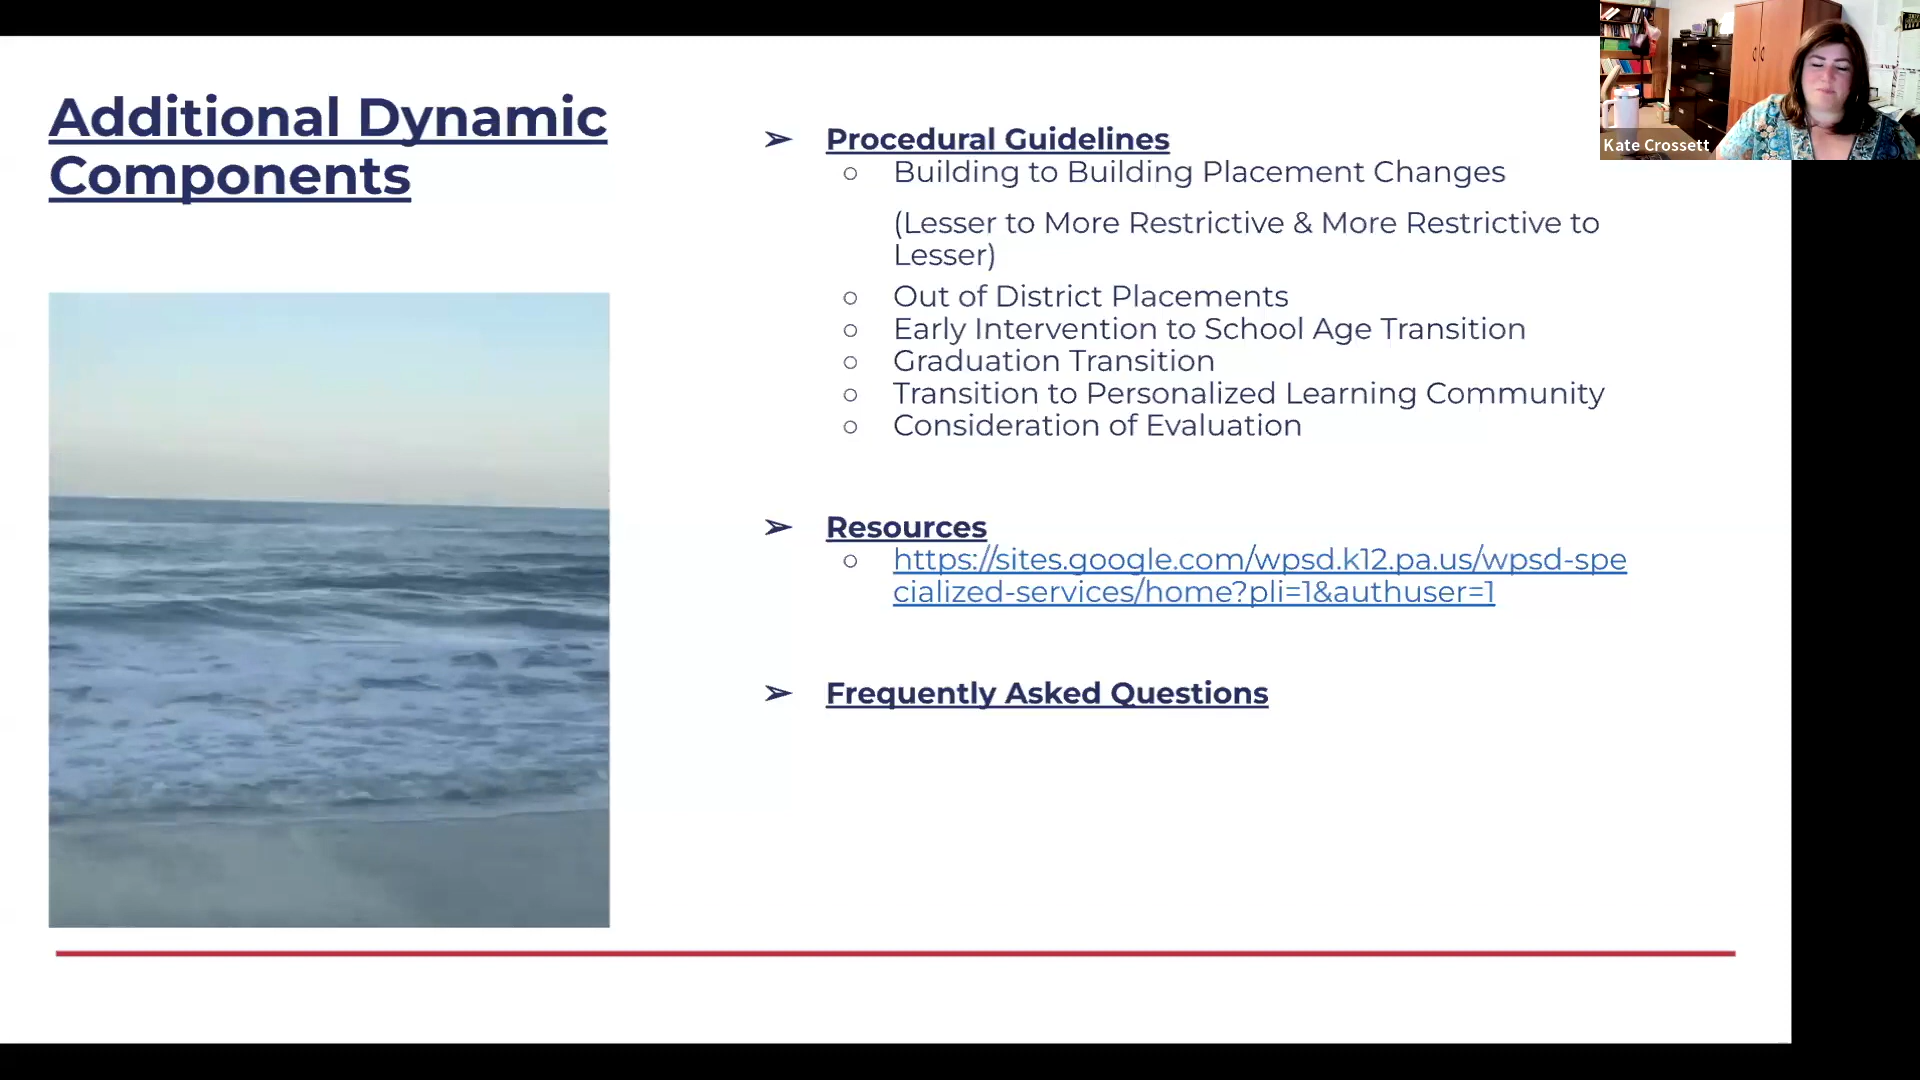 Additional Dynamic
Components
➢ Procedural Guidelines
○ Building to Building Placement Changes
(Lesser to More Restrictive & More Restrictive to
Lesser)
○ Out of District Placements
○ Early Intervention to School Age Transition
○ Graduation Transition
○ Transition to Personalized Learning Community
○ Consideration of Evaluation
➢ Resources
○ https://sites.google.com/wpsd.k12.pa.us/wpsd-spe
cialized-services/home?pli=1&authuser=1
➢ Frequently Asked Questions
Kate Crossett